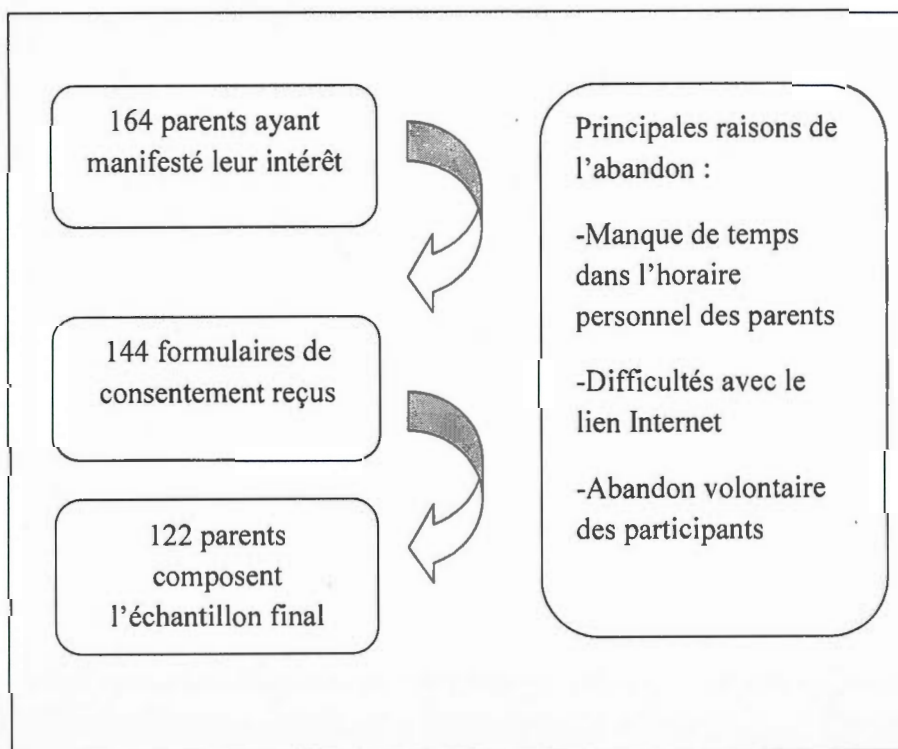 164 parents ayant
manifesté leur intérêt
144 formulaires de
consentement reçus
122 parents
composent
l'échantillon final
Principales raisons de
l'abandon :
-Manque de temps
dans l'horaire
personnel des parents
-Difficultés avec le
lien Internet
-Abandon volontaire
des participants